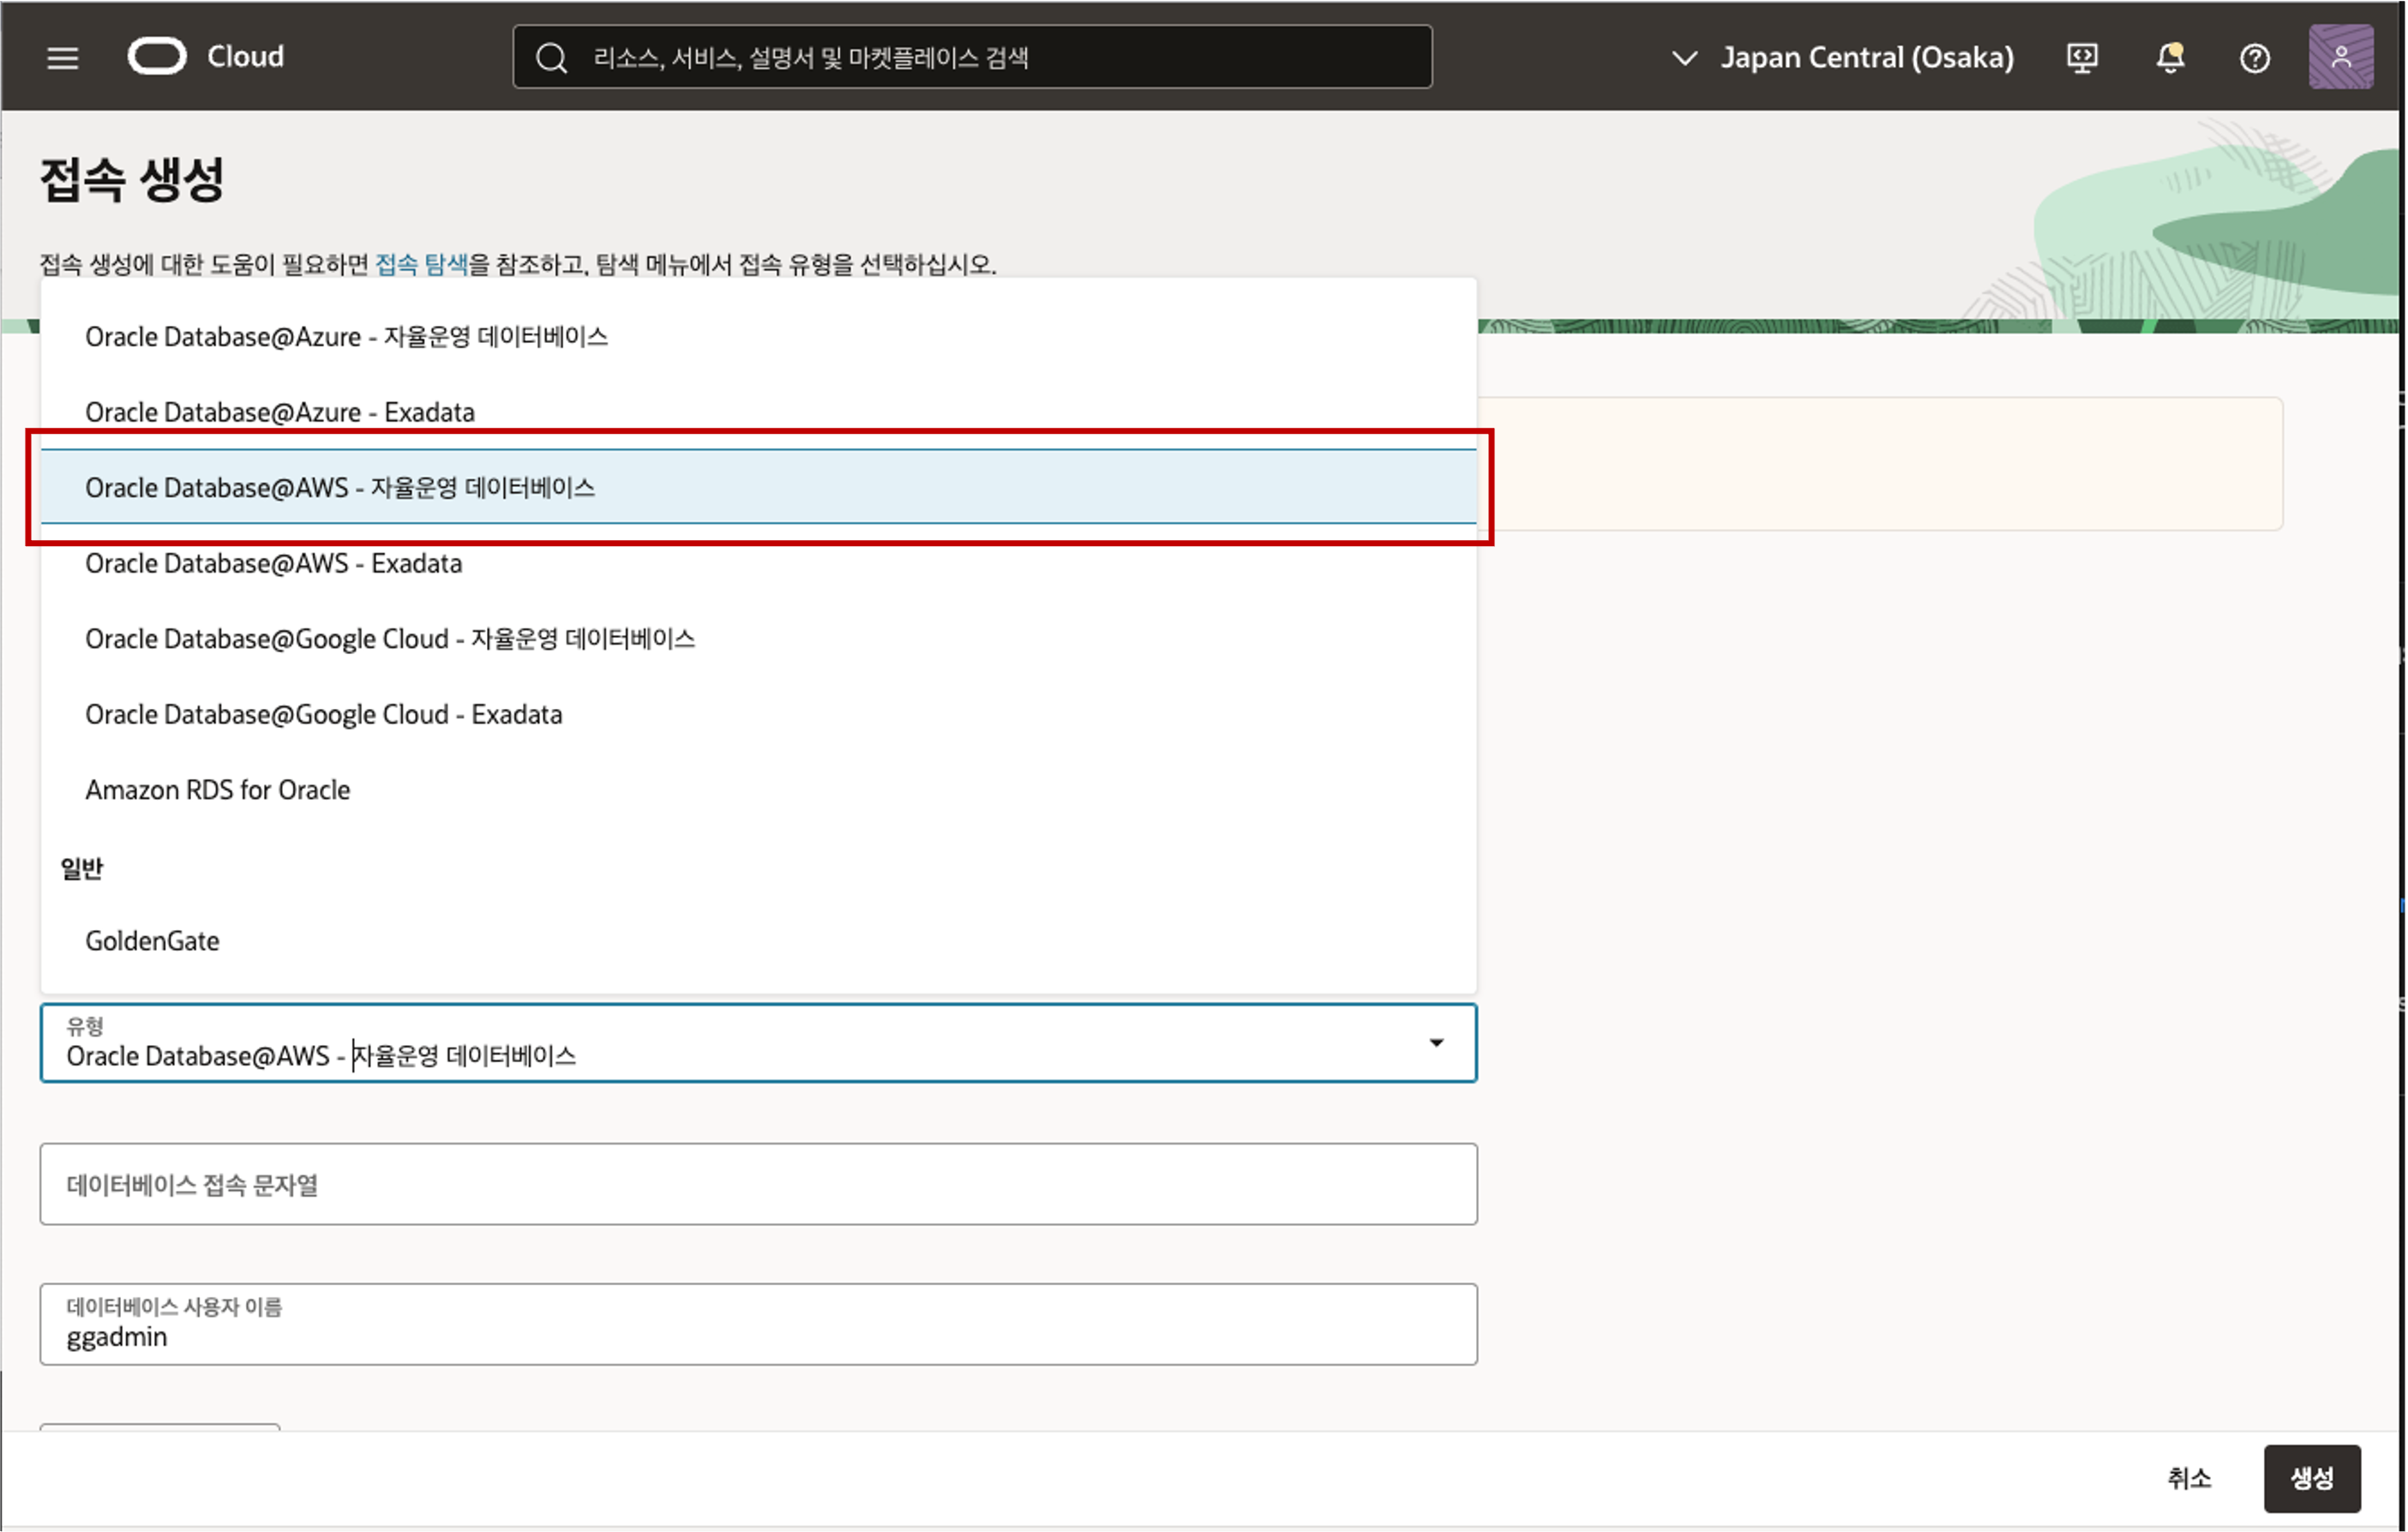 Cloud
리소스, 서비스, 설명서 및 마켓플레이스 검색
Japan Central (Osaka)
접속 생성
접속 생성에 대한 도움이 필요하면 접속 탐색을 참조하고, 탐색 메뉴에서 접속 유형을 선택하십시오.
Oracle Database@Azure - 자율운영 데이터베이스
Oracle Database@Azure - Exadata
Oracle Database@AWS - 자율운영 데이터베이스
Oracle Database@AWS - Exadata
Oracle Database@Google Cloud - 자율운영 데이터베이스
Oracle Database@Google Cloud - Exadata
Amazon RDS for Oracle
일반
GoldenGate
유형
Oracle Database@AWS - 자율운영 데이터베이스
데이터베이스 접속 문자열
데이터베이스 사용자 이름
ggadmin
취소
생성